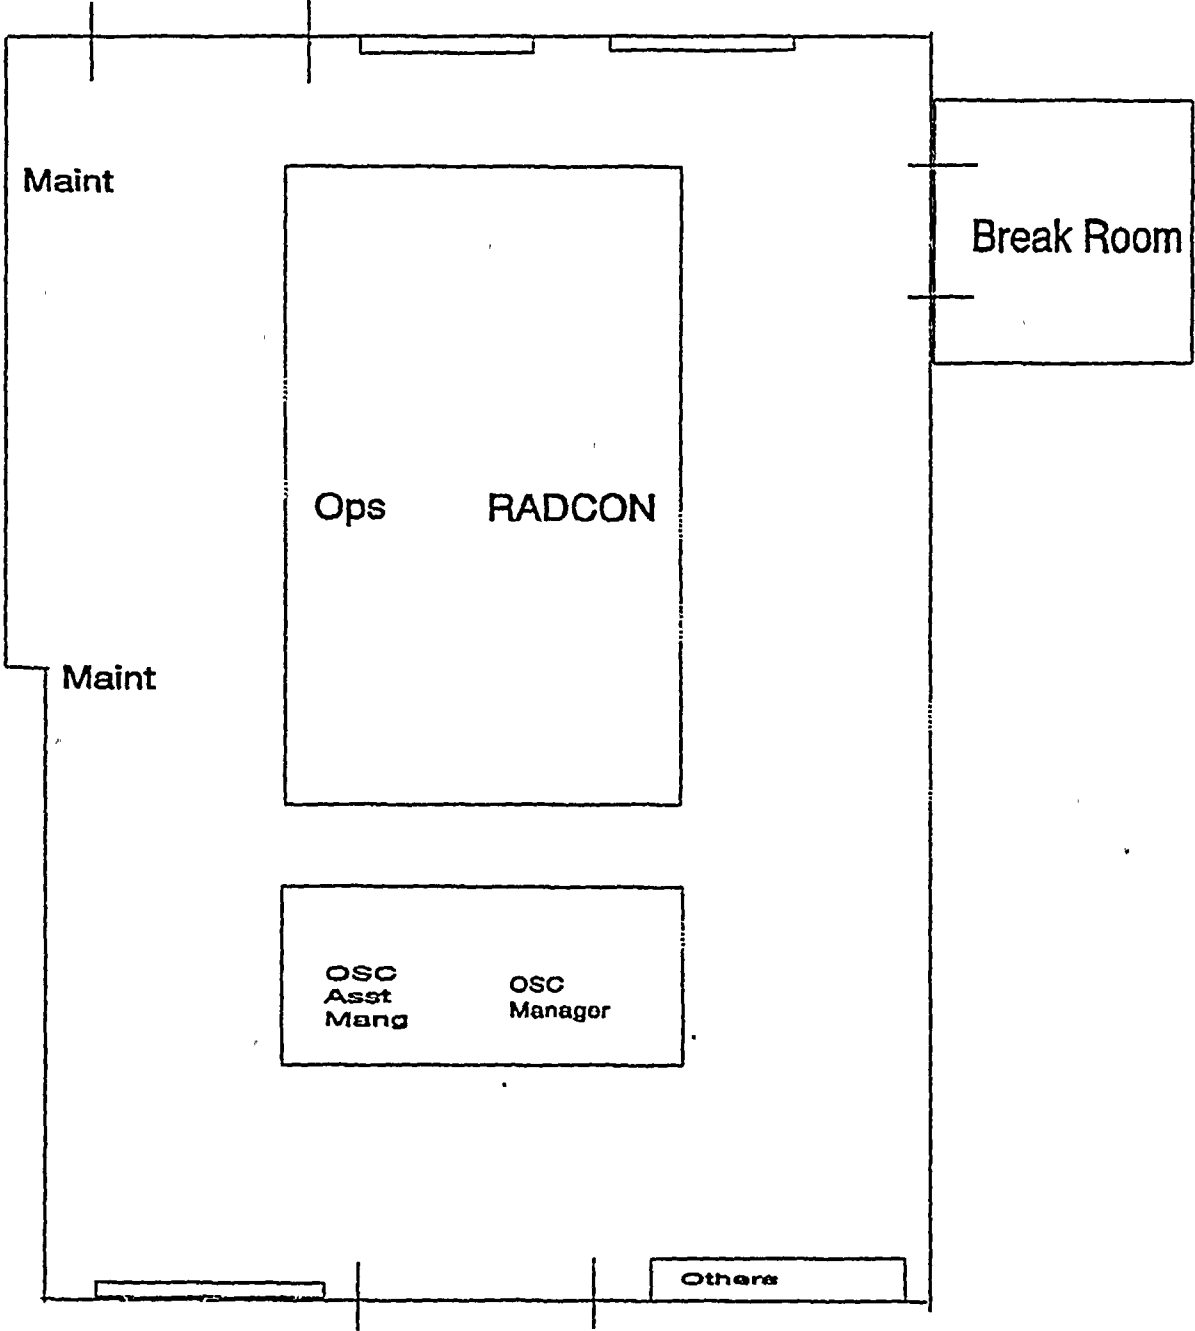 Maint
Break Room
Ops
RADCON
Maint
OSC
Asst
Mang
OSC
Manager
Others